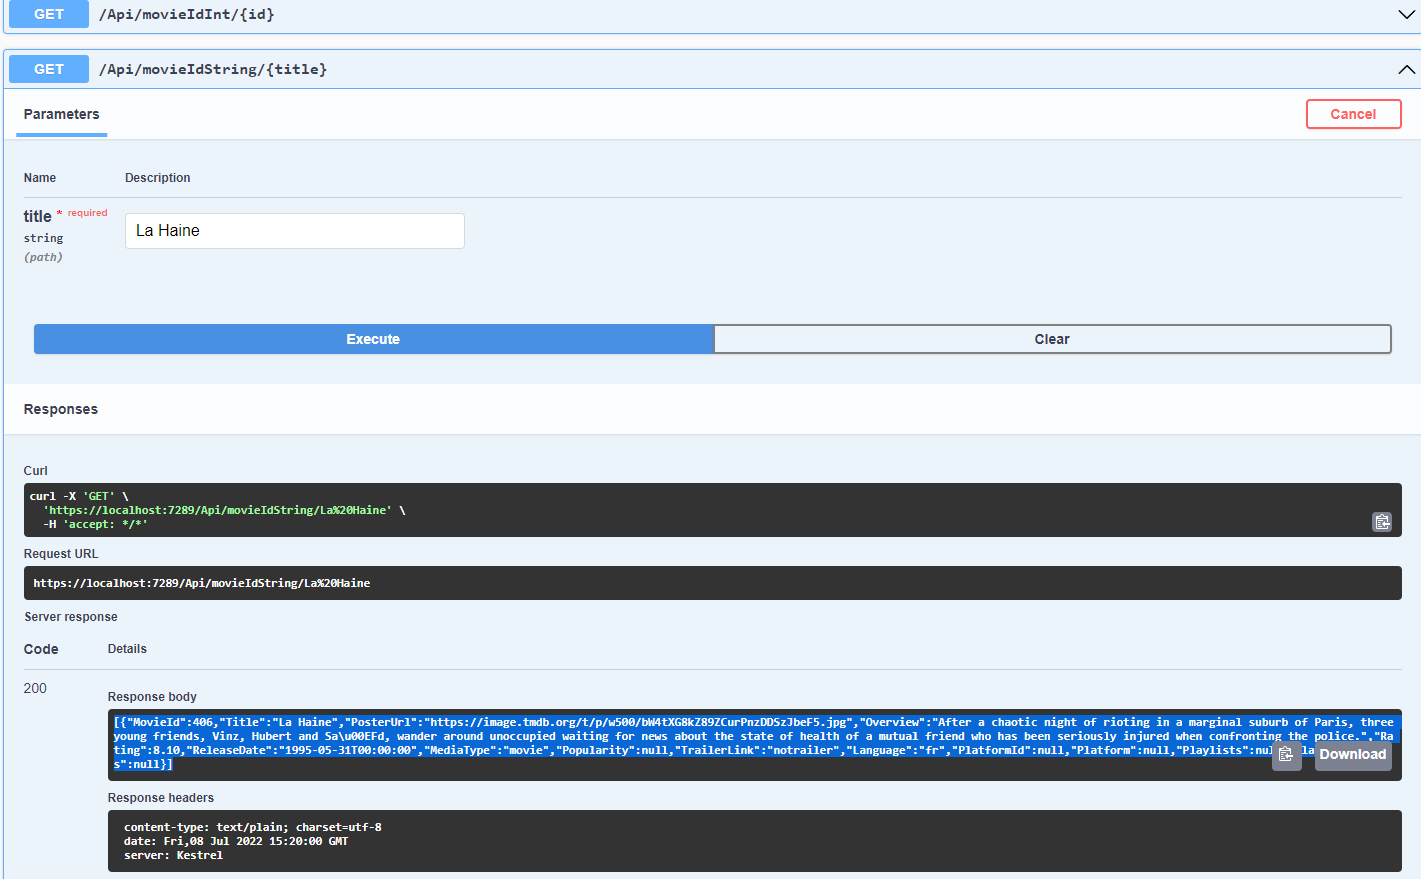 GET /Api/movieIdInt/{id}
GET /Api/movieIdString/{title}
Parameters
Cancel
Name Description
title * required
La Haine
string
(path)
Execute Clear
Responses
Curl
curl -X 'GET' \
'https://localhost:7289/Api/movieIdString/La%20Haine' \
-H 'accept: */*'
Request URL
https://localhost:7289/Api/movieIdString/La%20Haine
Server response
Code Details
200
Response body
[{"MovieId":406,"Title":"La Haine","PosterUrl":"https://image.tmdb.org/t/p/w500/bW4tXG8kZ89ZCurPnzDDSzJbeF5.jpg","Overview":"After a chaotic night of rioting in a marginal suburb of Paris, three
young friends, Vinz, Hubert and Sa\u00EFd, wander around unoccupied waiting for news about the state of health of a mutual friend who has been seriously injured when confronting the police.","Ra
ting":8.10,"ReleaseDate":"1995-05-31T00:00:00","MediaType":"movie","Popularity":null,"TrailerLink":"notrailer","Language":"fr","PlatformId":null,"Platform":null,"Playlists":nul
s":null}]
Download
Response headers
content-type: text/plain; charset=utf-8
date: Fri,08 Jul 2022 15:20:00 GMT
server: Kestrel